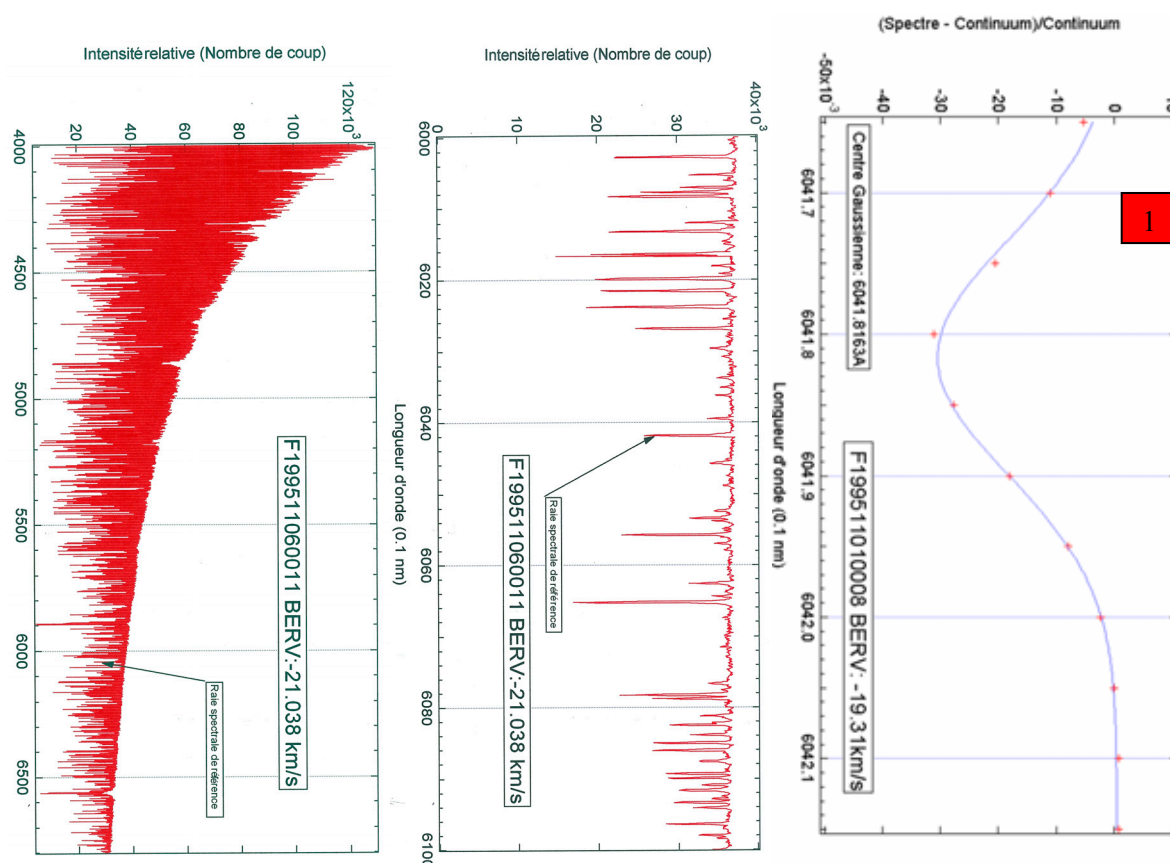 Intensité relative (Nombre de coup)
120x10³
100
80
60
40
20
4000
4500
5000
5500
6000
6500
F199511060011 BERV:-21.038 km/s
Raie spectrale de référence
Longueur d'onde (0.1 nm)
Intensité relative (Nombre de coup)
40x10³
30
20
10
0
6000
6020
6040
6060
6080
6100
F199511060011 BERV:-21.038 km/s
Raie spectrale de référence
Longueur d'onde (0.1 nm)
(Spectre - Continuum)/Continuum
-50x10⁻³
-40
-30
-20
-10
0
6041.7
6041.8
6041.9
6042.0
6042.1
Centre Gaussienne: 6041.8163A
F199511010008 BERV: -19.31km/s
1